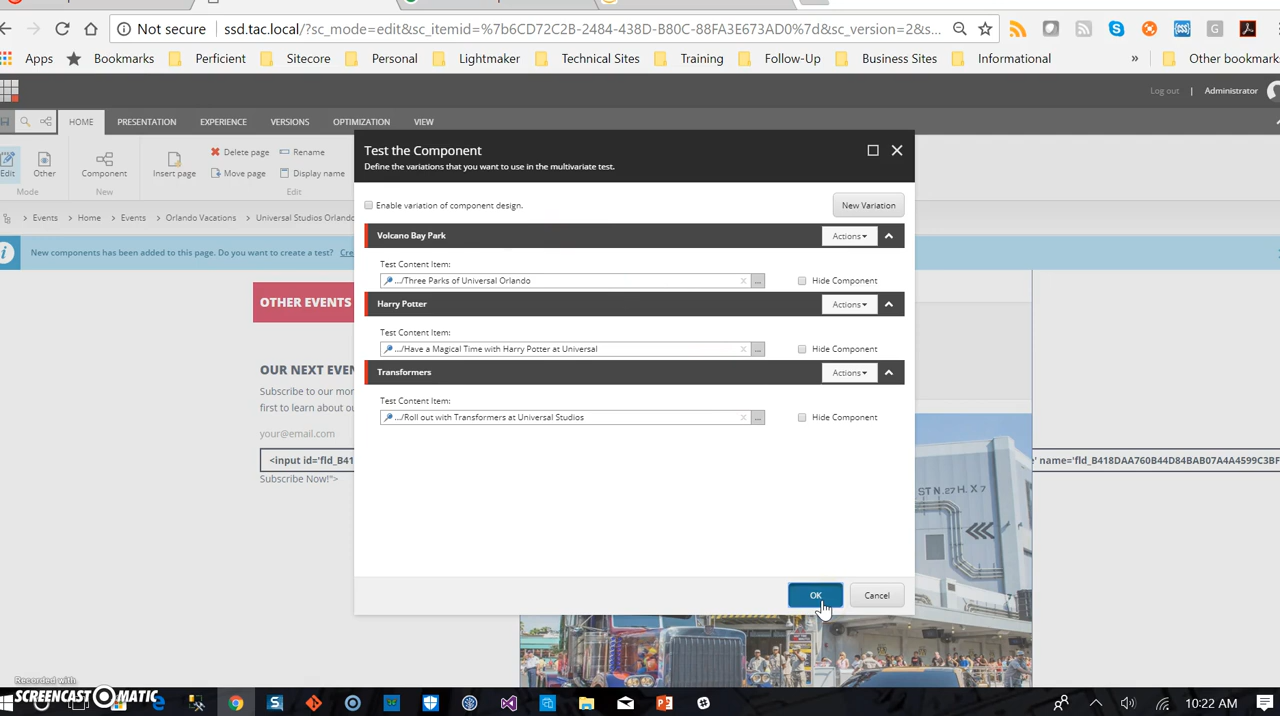 Not secure ssd.tac.local/?sc_mode=edit&sc_itemid=%7b6CD72C2B-2484-438D-B80C-88FA3E673AD0%7d&sc_version=2&s...
Apps Bookmarks Perficient Sitecore Personal Lightmaker Technical Sites Training Follow-Up Business Sites Informational » Other bookmarks
Log out | Administrator
HOME PRESENTATION EXPERIENCE VERSIONS OPTIMIZATION VIEW
Edit
Other
Mode
Component
New
Insert page
Delete page
Rename
Move page
Display name
Edit
Events Home Events Orlando Vacations Universal Studios Orlando
New components has been added to this page. Do you want to create a test? Cre
Test the Component
Define the variations that you want to use in the multivariate test.
Enable variation of component design.
New Variation
Volcano Bay Park
Actions
Test Content Item:
.../Three Parks of Universal Orlando
x
...
Hide Component
Harry Potter
Actions
Test Content Item:
.../Have a Magical Time with Harry Potter at Universal
x
...
Hide Component
Transformers
Actions
Test Content Item:
.../Roll out with Transformers at Universal Studios
x
...
Hide Component
OK
Cancel
OTHER EVENTS
OUR NEXT EVEN
Subscribe to our mor
first to learn about ou
your@email.com
<input id='fld_B41
' name='fld_B418DAA760B44D84BAB07A4A4599C3BF
Subscribe Now!">
ST N.27 H. X 7
Recorded with
SCREENCAST-O-MATIC
10:22 AM